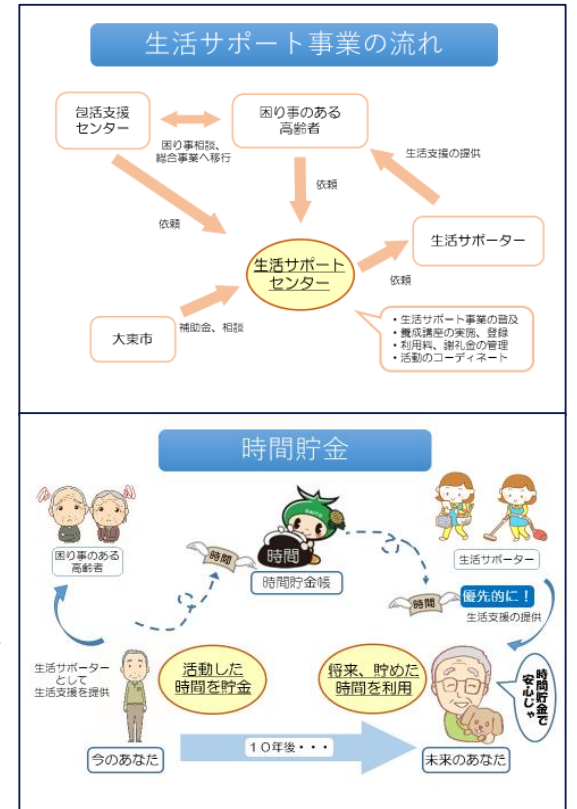 生活サポート事業の流れ
包括支援
センター
困り事のある
高齢者
困り事相談、
総合事業へ移行
生活支援の提供
依頼
依頼
生活サポーター
生活サポート
センター
依頼
大東市
補助金、相談
・生活サポート事業の普及
・養成講座の実施、登録
・利用料、謝礼金の管理
・活動のコーディネート
時間貯金
困り事のある
高齢者
時間
DAITO
時間
時間貯金帳
生活サポーター
時間
優先的に！
生活支援の提供
生活サポーター
として
生活支援を提供
活動した
時間を貯金
将来、貯めた
時間を利用
時間貯金で
安心じゃ
今のあなた
１０年後・・・
未来のあなた